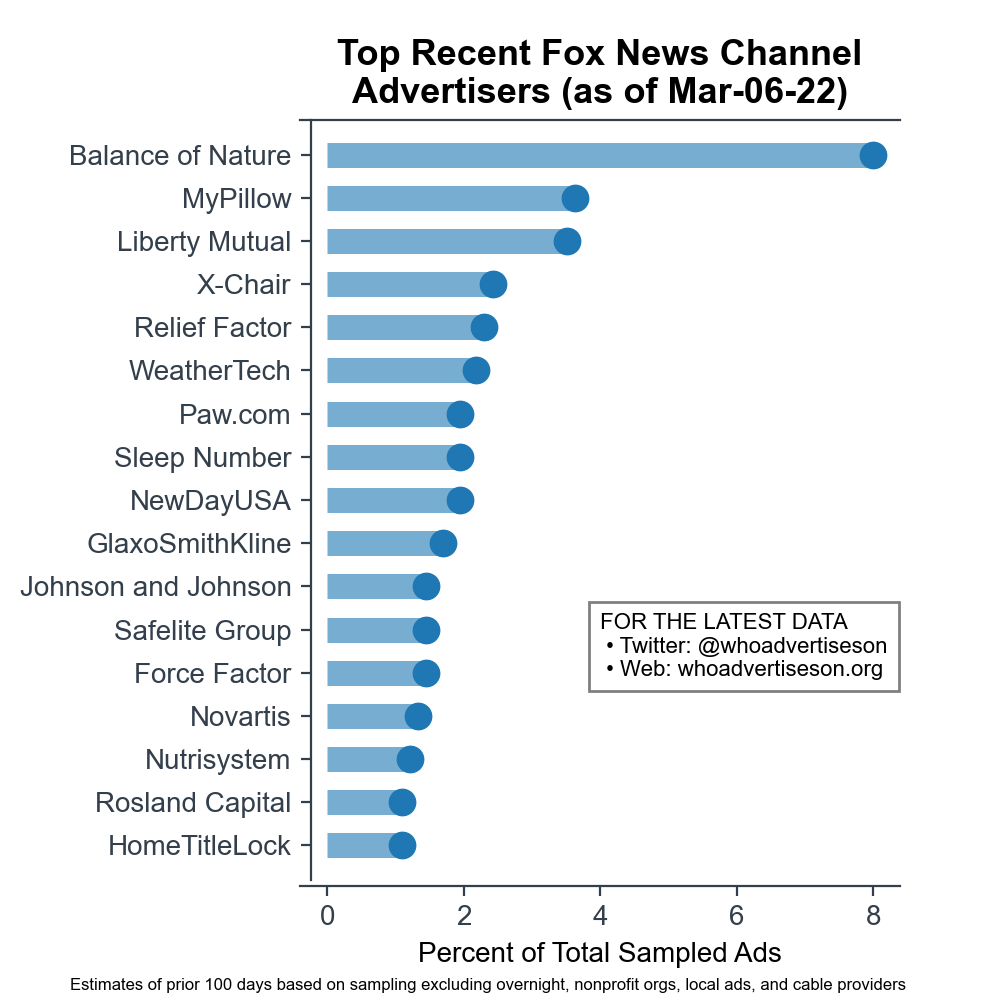 Top Recent Fox News Channel
Advertisers (as of Mar-06-22)
Balance of Nature
MyPillow
Liberty Mutual
X-Chair
Relief Factor
WeatherTech
Paw.com
Sleep Number
NewDayUSA
GlaxoSmithKline
Johnson and Johnson
Safelite Group
Force Factor
Novartis
Nutrisystem
Rosland Capital
HomeTitleLock
FOR THE LATEST DATA
• Twitter: @whoadvertiseson
• Web: whoadvertiseson.org
0 2 4 6 8
Percent of Total Sampled Ads
Estimates of prior 100 days based on sampling excluding overnight, nonprofit orgs, local ads, and cable providers